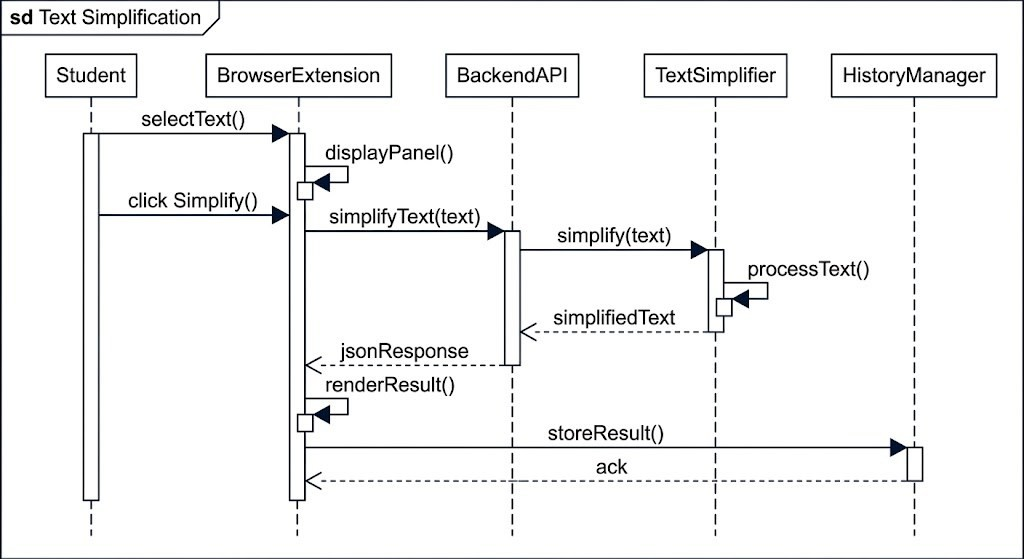 sd Text Simplification
Student
BrowserExtension
BackendAPI
TextSimplifier
HistoryManager
selectText()
displayPanel()
click Simplify()
simplifyText(text)
simplify(text)
processText()
simplifiedText
jsonResponse
renderResult()
storeResult()
ack